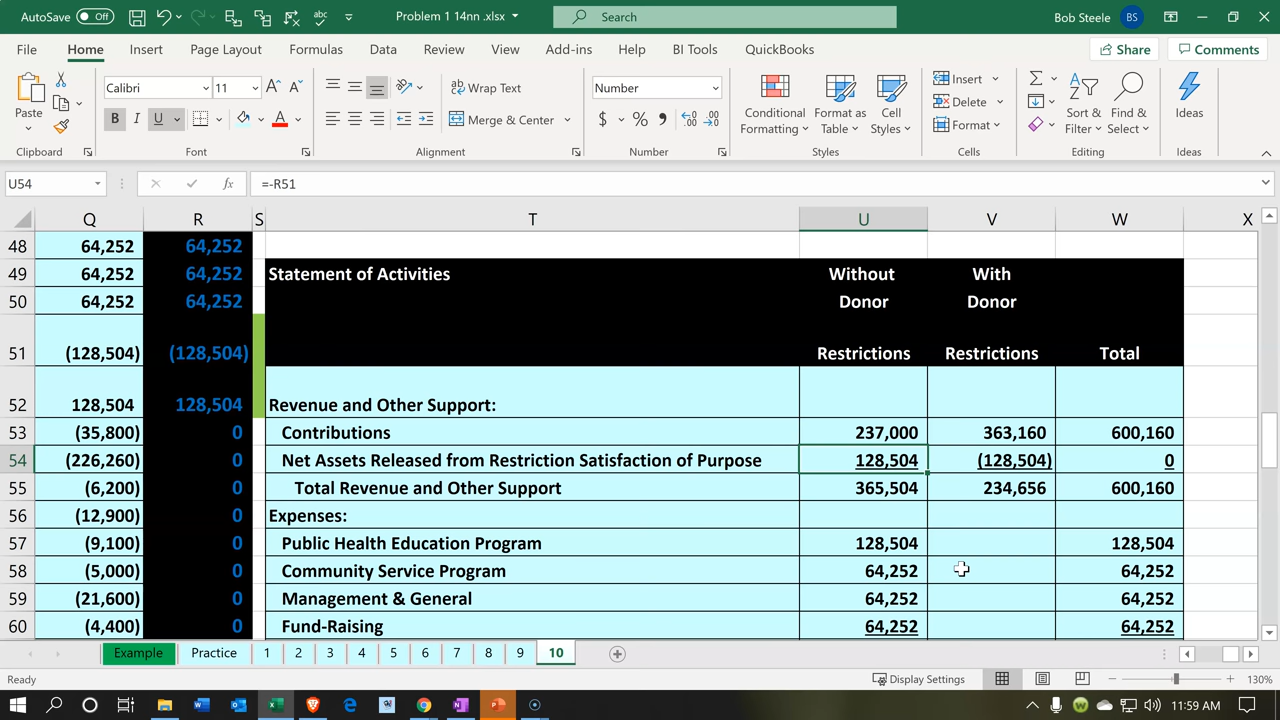 AutoSave Off abc Problem 1 14nn .xlsx Search Bob Steele BS
File Home Insert Page Layout Formulas Data Review View Add-ins Help BI Tools QuickBooks Share Comments
Paste Calibri 11 A A Wrap Text Number Conditional Formatting Format as Table Cell Styles Insert Sort & Filter Find & Select Ideas
B I U A Merge & Center $ % Delete
Format
Clipboard Font Alignment Number Styles Cells Editing Ideas
U54 fx =-R51
Q R S T U V W X
48 64,252 64,252
49 64,252 64,252 Statement of Activities Without With
50 64,252 64,252 Donor Donor
51 (128,504) (128,504) Restrictions Restrictions Total
52 128,504 128,504 Revenue and Other Support:
53 (35,800) 0 Contributions 237,000 363,160 600,160
54 (226,260) 0 Net Assets Released from Restriction Satisfaction of Purpose 128,504 (128,504) 0
55 (6,200) 0 Total Revenue and Other Support 365,504 234,656 600,160
56 (12,900) 0 Expenses:
57 (9,100) 0 Public Health Education Program 128,504 128,504
58 (5,000) 0 Community Service Program 64,252 64,252
59 (21,600) 0 Management & General 64,252 64,252
60 (4,400) 0 Fund-Raising 64,252 64,252
Example Practice 1 2 3 4 5 6 7 8 9 10
Ready Display Settings 130%
11:59 AM